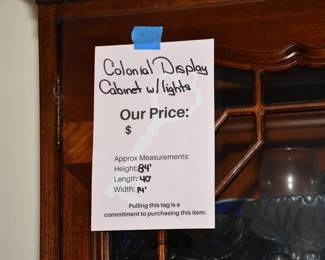 Colonial Display
Cabinet w/lights
Our Price:
$
Approx Measurements:
Height: 84'
Length: 40'
Width: 14'
Pulling this tag is a
commitment to purchasing this item.